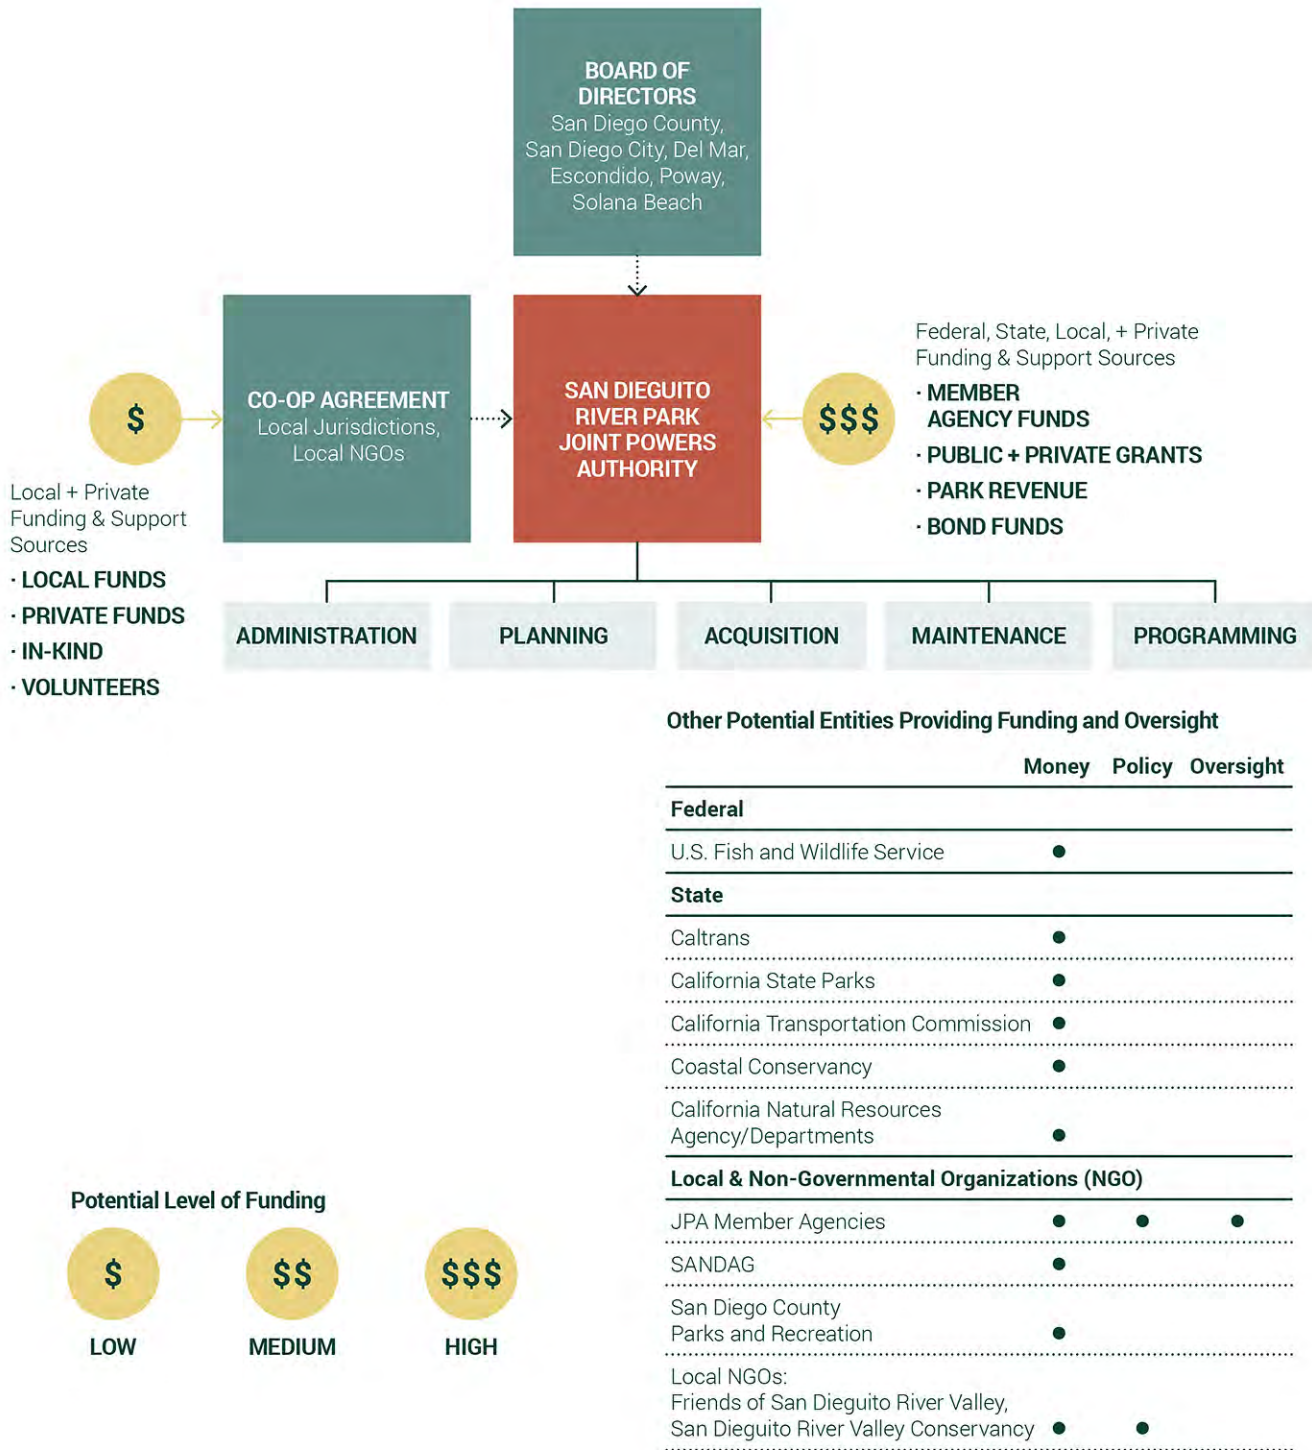 BOARD OF
DIRECTORS
San Diego County,
San Diego City, Del Mar,
Escondido, Poway,
Solana Beach
$
CO-OP AGREEMENT
Local Jurisdictions,
Local NGOs
SAN DIEGUITO
RIVER PARK
JOINT POWERS
AUTHORITY
$$$
Federal, State, Local, + Private
Funding & Support Sources
· MEMBER
AGENCY FUNDS
· PUBLIC + PRIVATE GRANTS
· PARK REVENUE
· BOND FUNDS
Local + Private
Funding & Support
Sources
· LOCAL FUNDS
· PRIVATE FUNDS
· IN-KIND
· VOLUNTEERS
ADMINISTRATION
PLANNING
ACQUISITION
MAINTENANCE
PROGRAMMING
Other Potential Entities Providing Funding and Oversight
Money Policy Oversight
Federal
U.S. Fish and Wildlife Service ●
State
Caltrans ●
California State Parks ●
California Transportation Commission ●
Coastal Conservancy ●
California Natural Resources
Agency/Departments ●
Local & Non-Governmental Organizations (NGO)
JPA Member Agencies ● ● ●
SANDAG ●
San Diego County
Parks and Recreation ●
Local NGOs:
Friends of San Dieguito River Valley,
San Dieguito River Valley Conservancy ● ●
Potential Level of Funding
$ $$ $$$
LOW MEDIUM HIGH